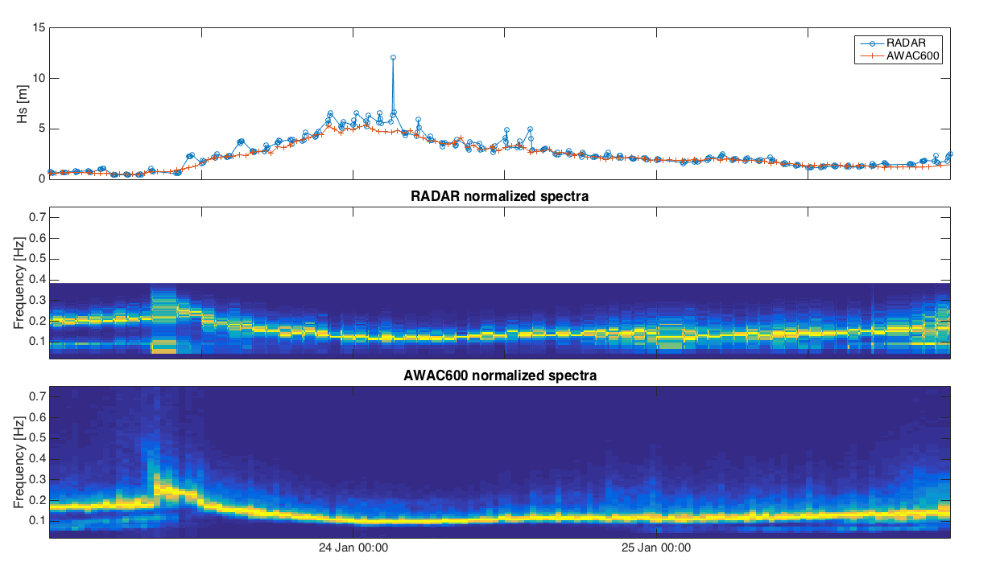 15
10
5
0
Hs [m]
RADAR
AWAC600
RADAR normalized spectra
0.7
0.6
0.5
0.4
0.3
0.2
0.1
Frequency [Hz]
AWAC600 normalized spectra
0.7
0.6
0.5
0.4
0.3
0.2
0.1
Frequency [Hz]
24 Jan 00:00
25 Jan 00:00